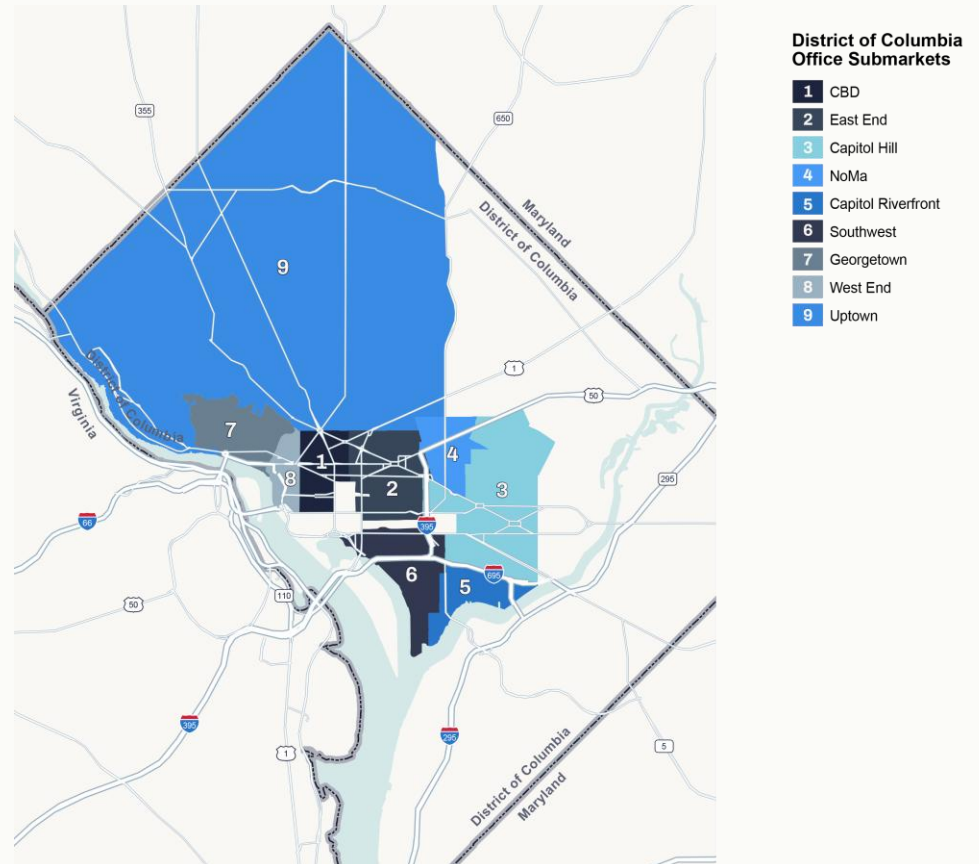 District of Columbia
Office Submarkets
1 CBD
2 East End
3 Capitol Hill
4 NoMa
5 Capitol Riverfront
6 Southwest
7 Georgetown
8 West End
9 Uptown
355
650
Maryland
District of Columbia
9
1
50
District of Columbia
Virginia
7
1
4
8
2
3
295
66
395
6
695
5
110
50
395
1
295
5
District of Columbia
Maryland